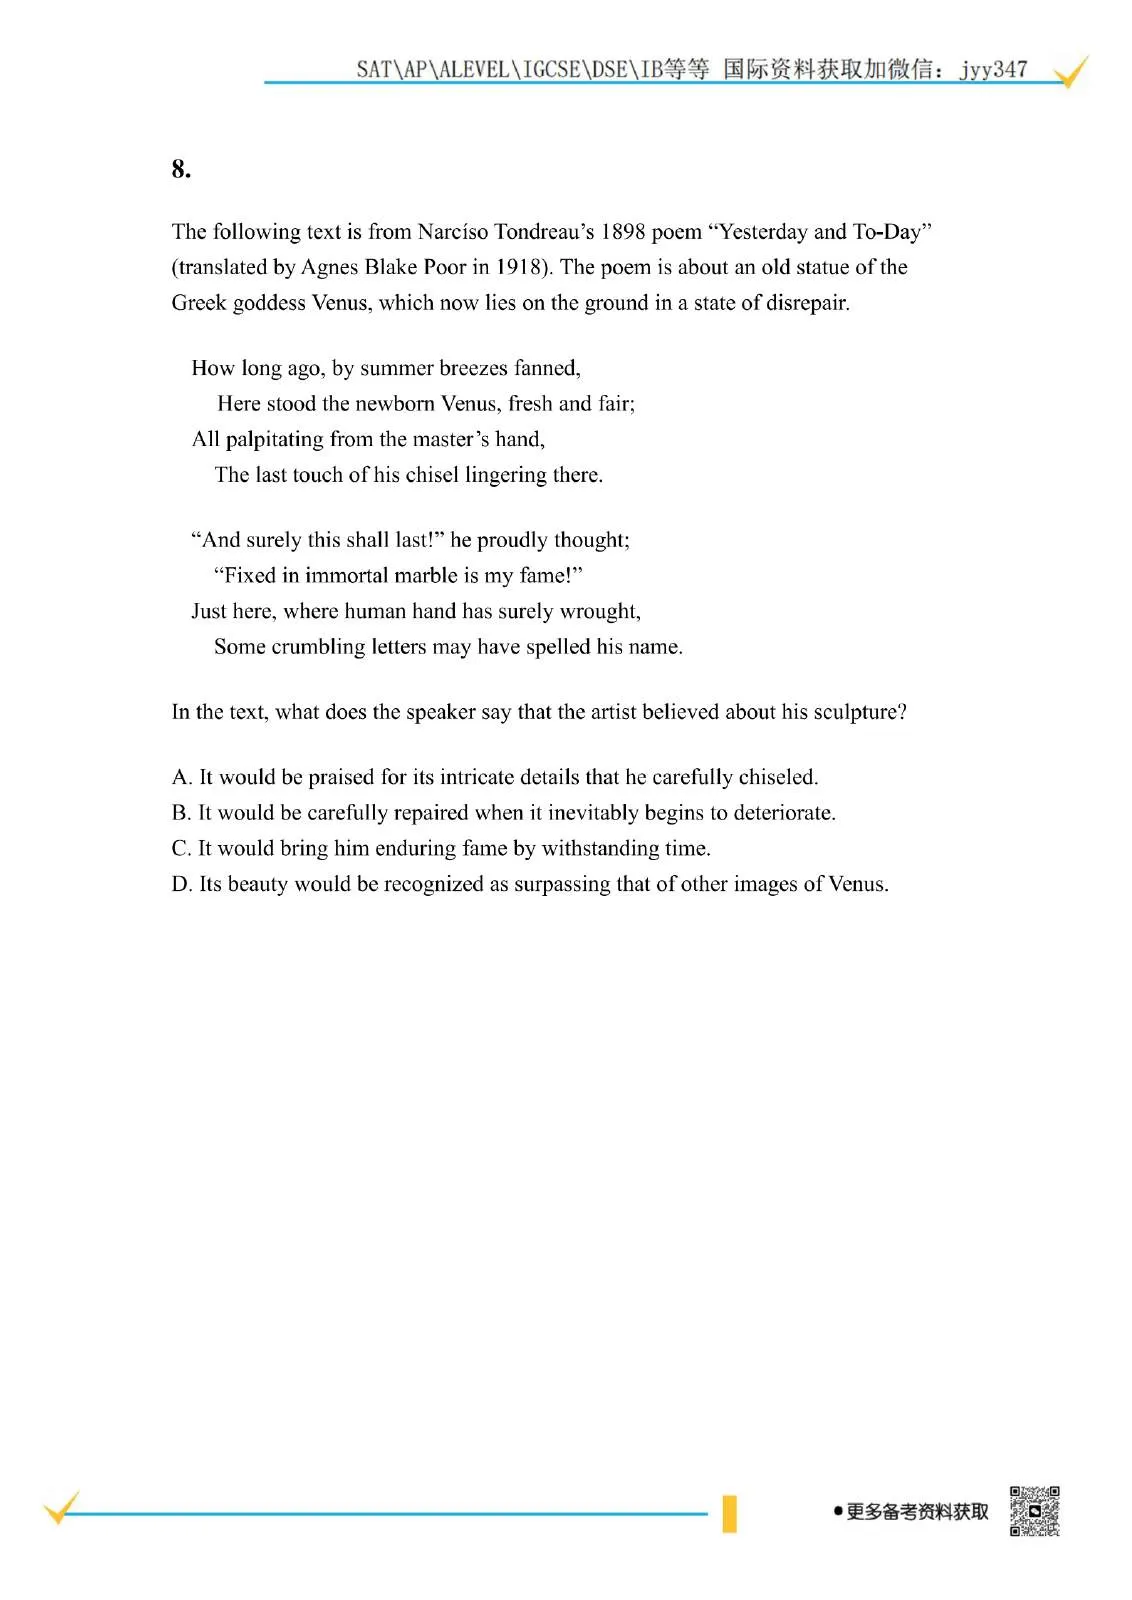 SAT\AP\ALEVEL\IGCSE\DSE\IB等等 国际资料获取加微信：jyy347
8.
The following text is from Narcíso Tondreau’s 1898 poem “Yesterday and To-Day”
(translated by Agnes Blake Poor in 1918). The poem is about an old statue of the
Greek goddess Venus, which now lies on the ground in a state of disrepair.
How long ago, by summer breezes fanned,
Here stood the newborn Venus, fresh and fair;
All palpitating from the master’s hand,
The last touch of his chisel lingering there.
“And surely this shall last!” he proudly thought;
“Fixed in immortal marble is my fame!”
Just here, where human hand has surely wrought,
Some crumbling letters may have spelled his name.
In the text, what does the speaker say that the artist believed about his sculpture?
A. It would be praised for its intricate details that he carefully chiseled.
B. It would be carefully repaired when it inevitably begins to deteriorate.
C. It would bring him enduring fame by withstanding time.
D. Its beauty would be recognized as surpassing that of other images of Venus.
●更多备考资料获取